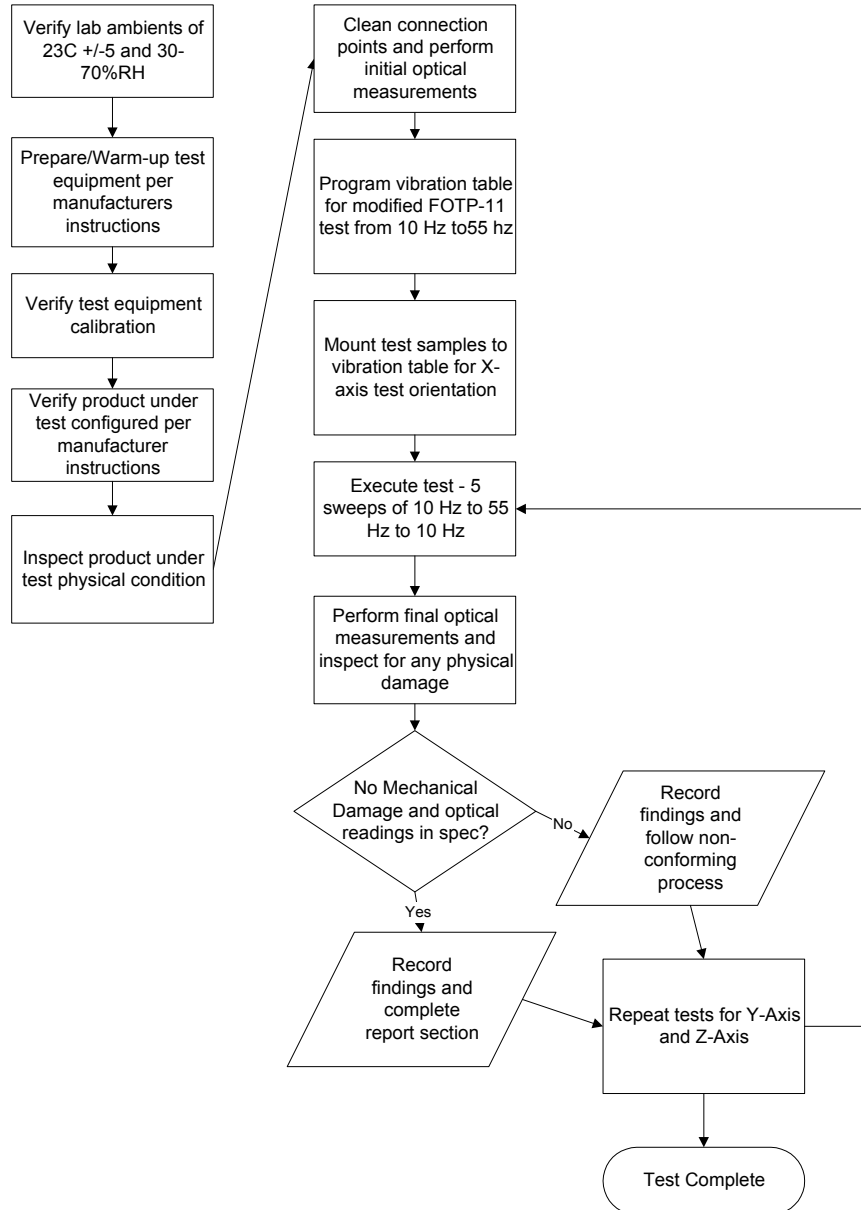 Verify lab ambients of
23C +/-5 and 30-
70%RH
Prepare/Warm-up test
equipment per
manufacturers
instructions
Verify test equipment
calibration
Verify product under
test configured per
manufacturer
instructions
Inspect product under
test physical condition
Clean connection
points and perform
initial optical
measurements
Program vibration table
for modified FOTP-11
test from 10 Hz to55 hz
Mount test samples to
vibration table for X-
axis test orientation
Execute test - 5
sweeps of 10 Hz to 55
Hz to 10 Hz
Perform final optical
measurements and
inspect for any physical
damage
No Mechanical
Damage and optical
readings in spec?
No
Record
findings and
follow non-
conforming
process
Yes
Record
findings and
complete
report section
Repeat tests for Y-Axis
and Z-Axis
Test Complete